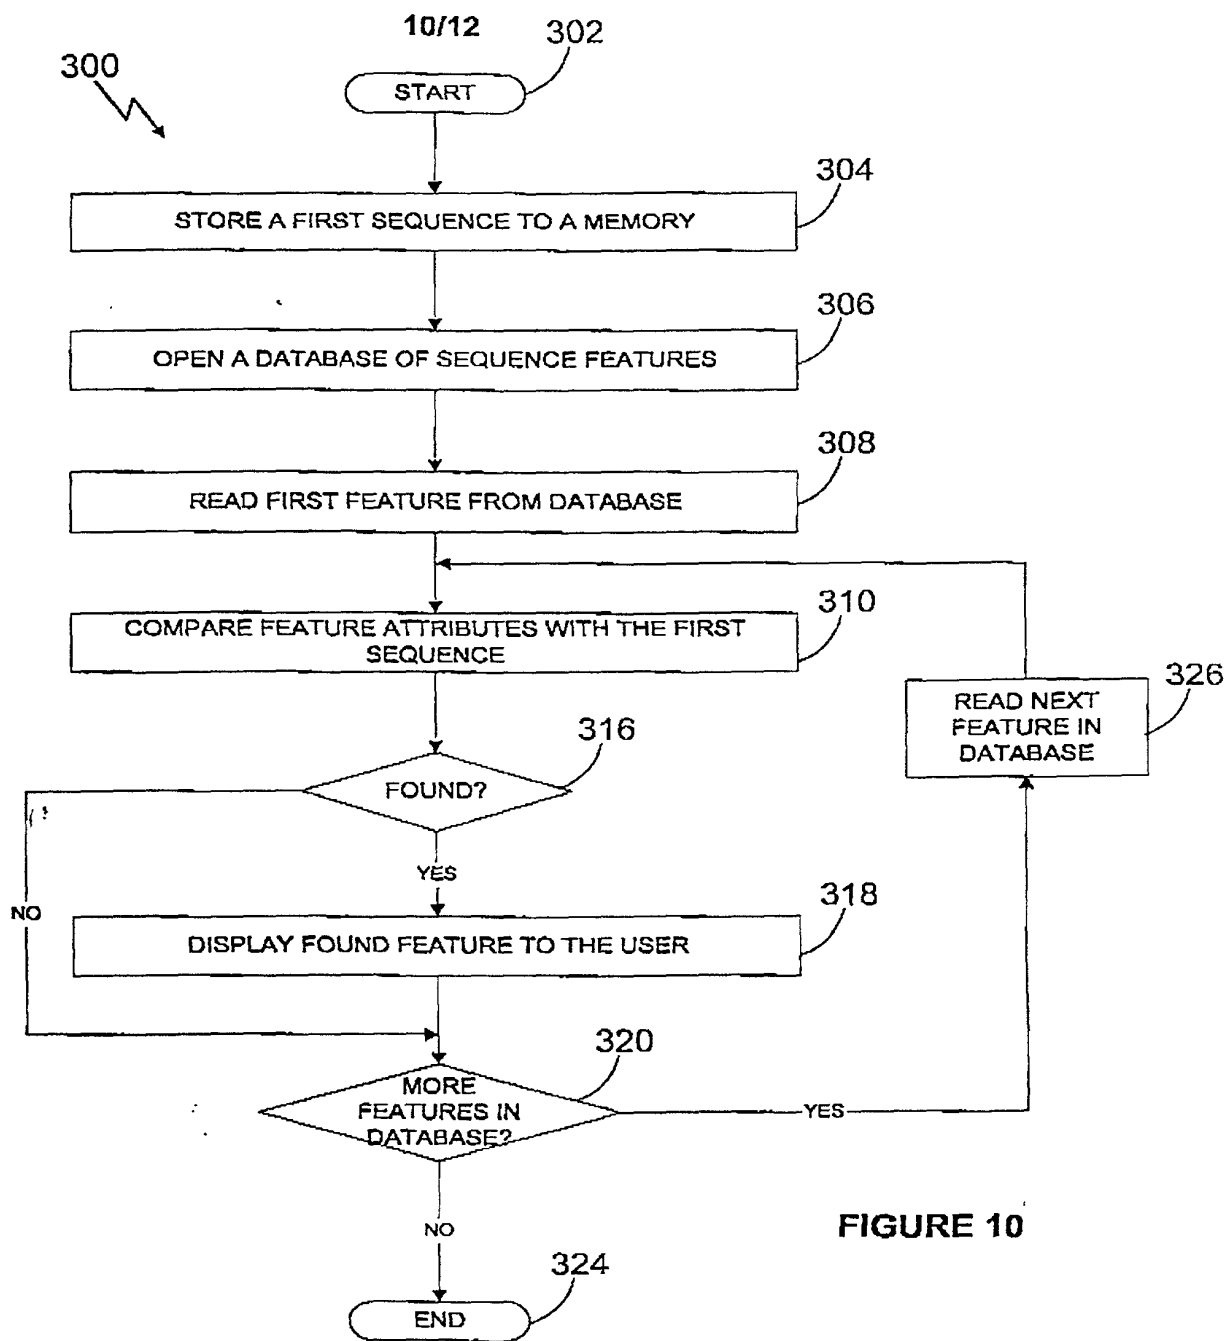 10/12
302
300
START
304
STORE A FIRST SEQUENCE TO A MEMORY
306
OPEN A DATABASE OF SEQUENCE FEATURES
308
READ FIRST FEATURE FROM DATABASE
310
COMPARE FEATURE ATTRIBUTES WITH THE FIRST
SEQUENCE
326
READ NEXT
FEATURE IN
DATABASE
316
FOUND?
YES
NO
318
DISPLAY FOUND FEATURE TO THE USER
320
MORE
FEATURES IN
DATABASE?
YES
NO
FIGURE 10
324
END